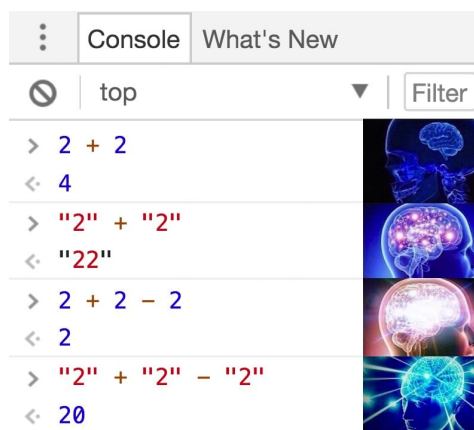 Console What's New
top ▼ Filter
> 2 + 2
<· 4
> "2" + "2"
<· "22"
> 2 + 2 - 2
<· 2
> "2" + "2" - "2"
<· 20